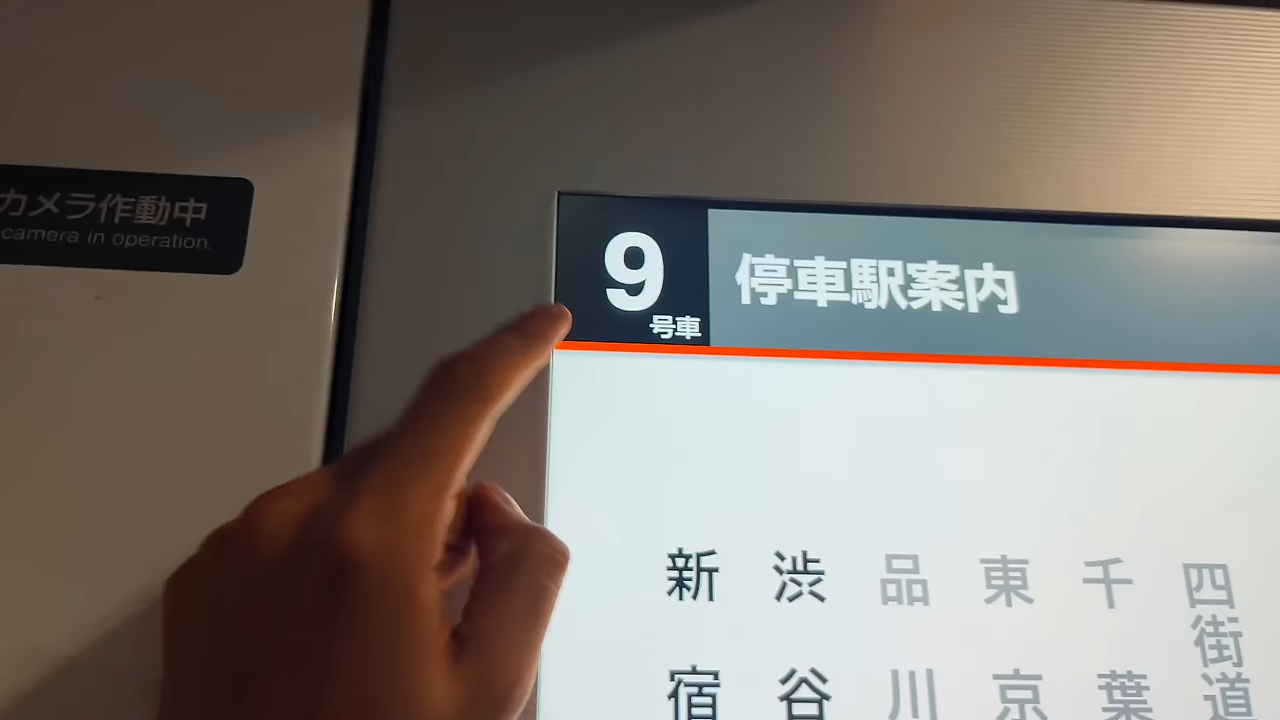 カメラ作動中
camera in operation.
9
号車
停車駅案内
新宿
渋谷
品川
東京
千葉
四街道